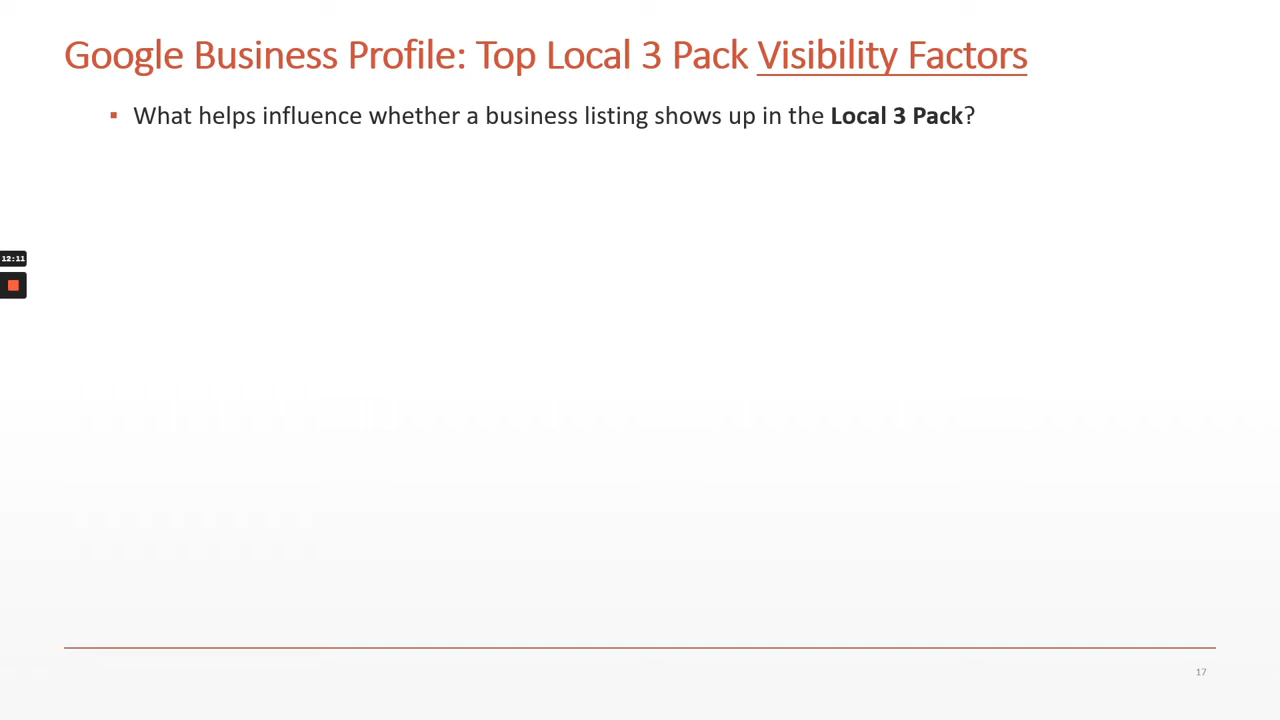 Google Business Profile: Top Local 3 Pack Visibility Factors
▪ What helps influence whether a business listing shows up in the Local 3 Pack?
12:11
17